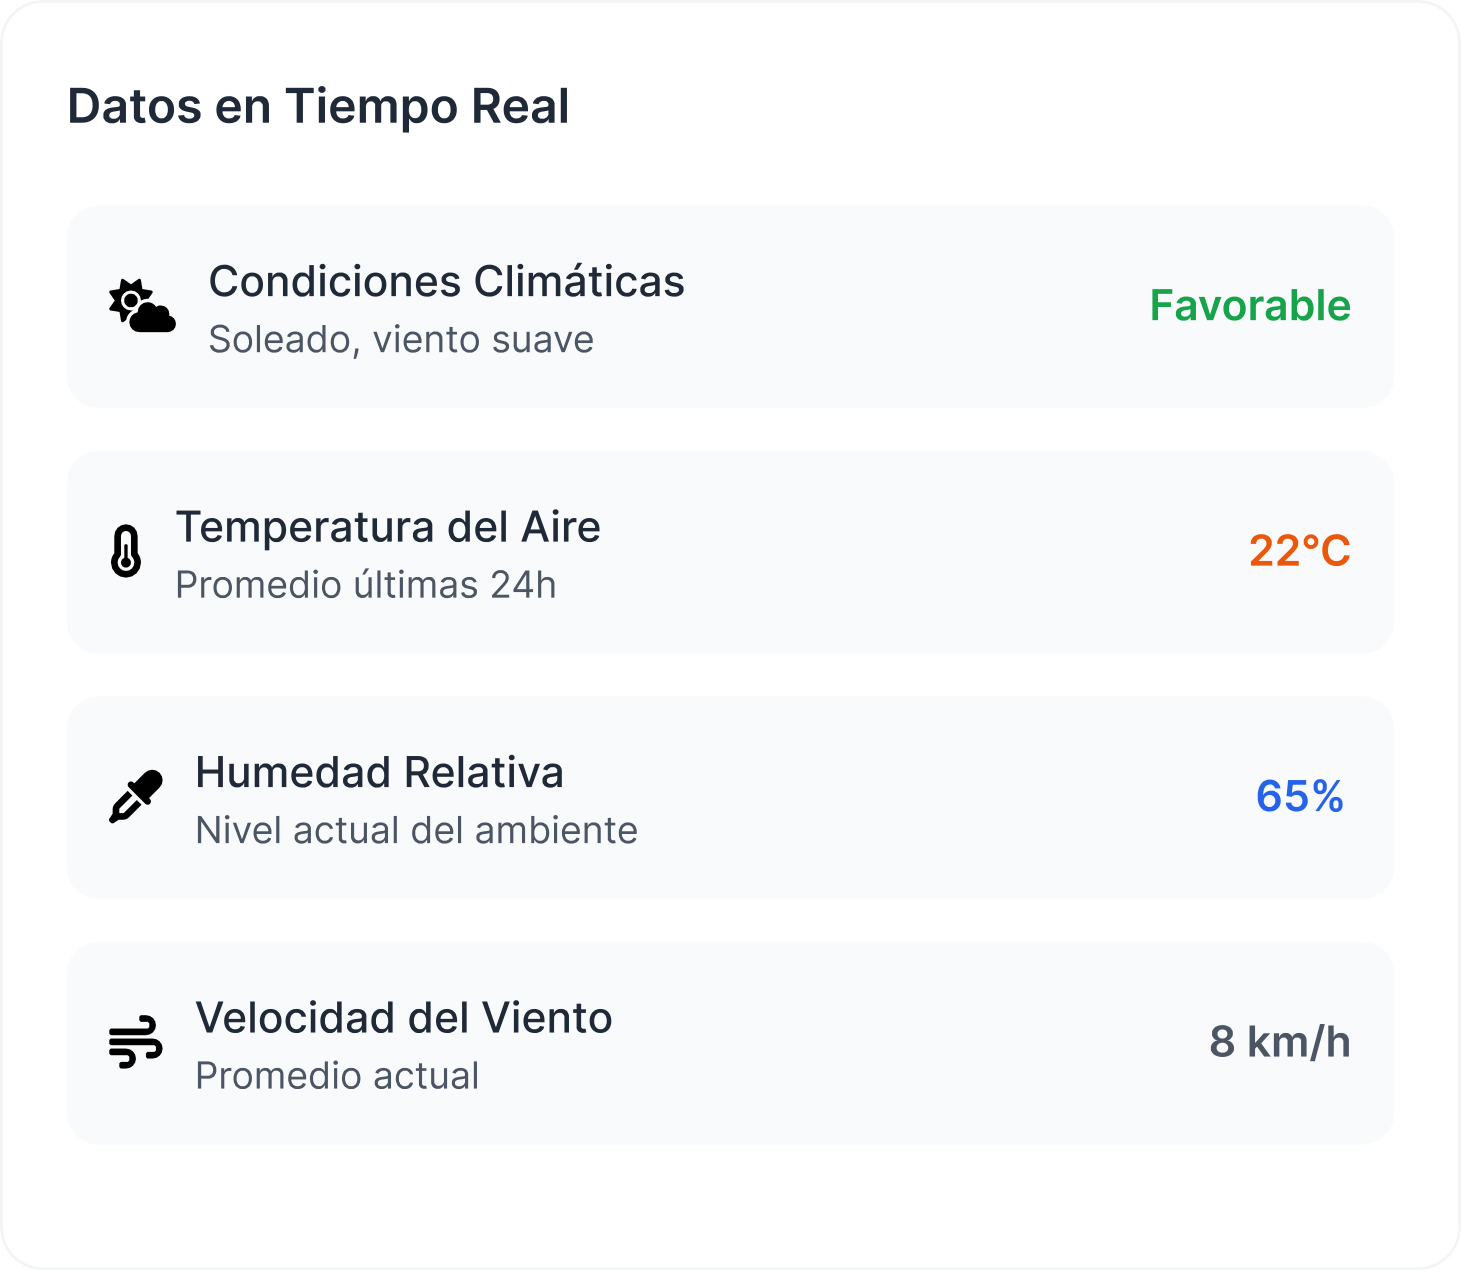 Datos en Tiempo Real
Condiciones Climáticas
Soleado, viento suave
Favorable
Temperatura del Aire
Promedio últimas 24h
22°C
Humedad Relativa
Nivel actual del ambiente
65%
Velocidad del Viento
Promedio actual
8 km/h